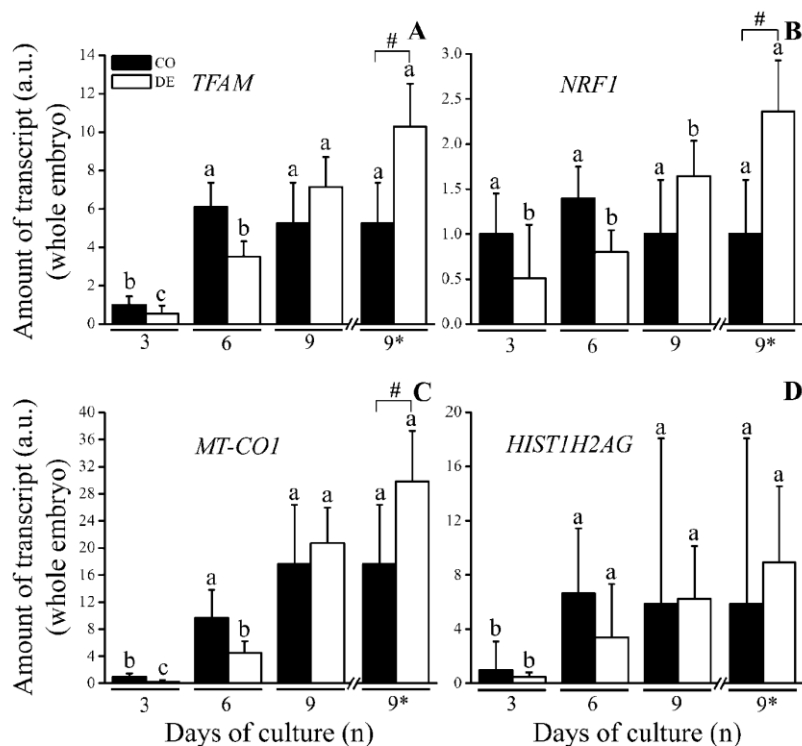 Amount of transcript (a.u.)
(whole embryo)
14
12
10
8
6
4
2
0
CO
DE
TFAM
A
#
b
c
a
b
a
a
a
a
3
6
9
9*
3.0
2.5
2.0
1.5
1.0
0.5
0.0
NRF1
B
#
a
b
a
b
a
b
a
a
3
6
9
9*
Amount of transcript (a.u.)
(whole embryo)
40
36
32
28
24
20
16
12
8
4
0
MT-CO1
C
#
b
c
a
b
a
a
a
a
3
6
9
9*
Days of culture (n)
20
16
12
8
4
0
HIST1H2AG
D
b
b
a
a
a
a
a
a
3
6
9
9*
Days of culture (n)